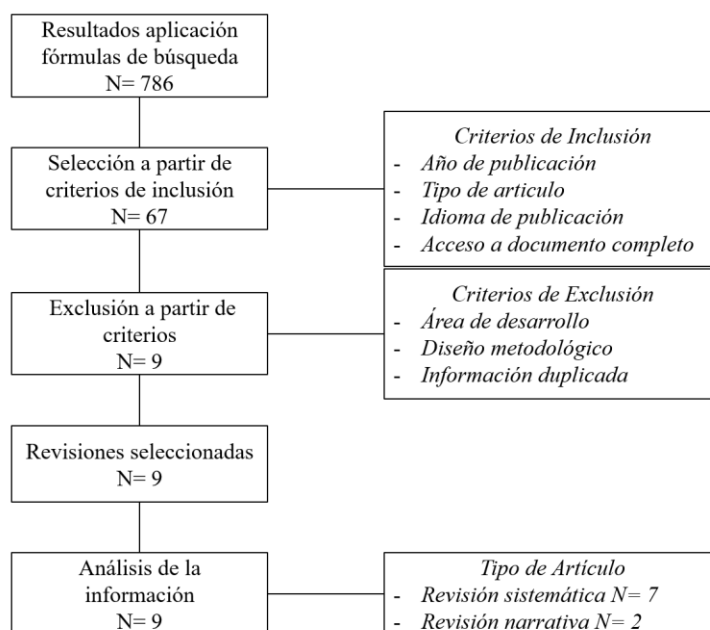 Resultados aplicación
fórmulas de búsqueda
N= 786
Criterios de Inclusión
- Año de publicación
- Tipo de articulo
- Idioma de publicación
- Acceso a documento completo
Selección a partir de
criterios de inclusión
N= 67
Criterios de Exclusión
- Área de desarrollo
- Diseño metodológico
- Información duplicada
Exclusión a partir de
criterios
N= 9
Revisiones seleccionadas
N= 9
Análisis de la
información
N= 9
Tipo de Artículo
- Revisión sistemática N= 7
- Revisión narrativa N= 2